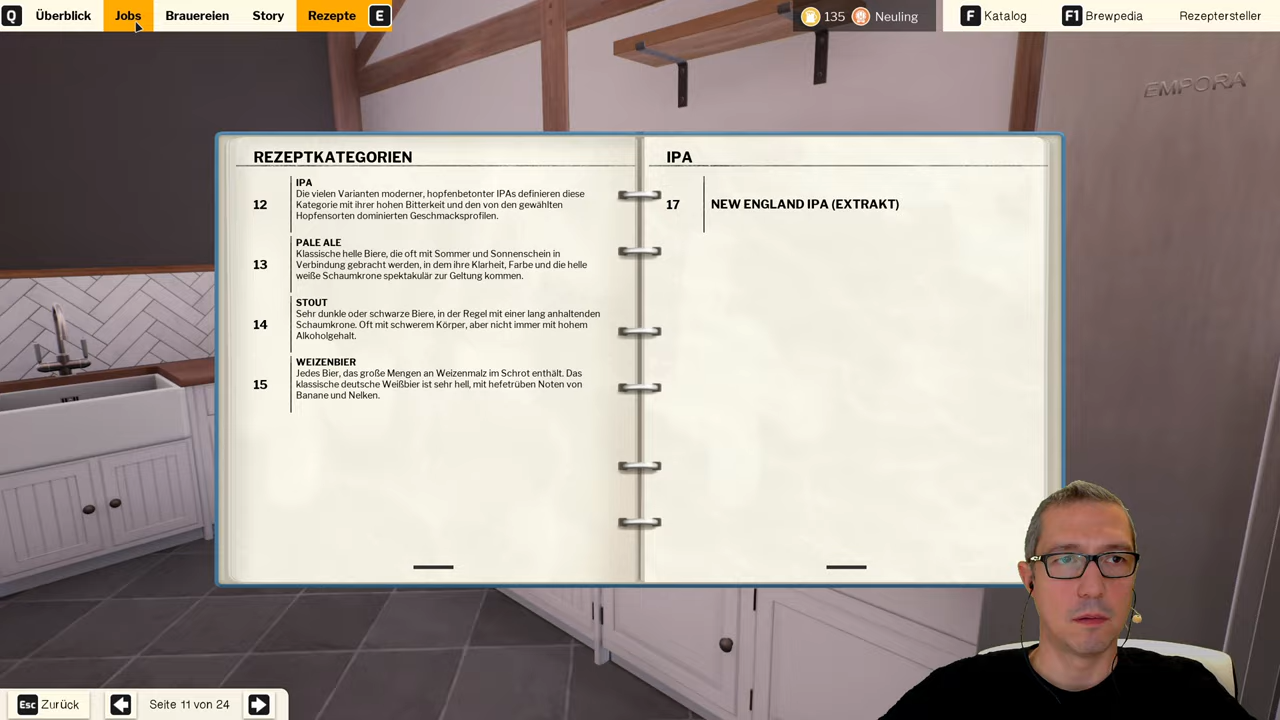 Q Überblick Jobs Brauereien Story Rezepte E 135 Neuling F Katalog F1 Brewpedia Rezeptersteller
EMPORA
REZEPTKATEGORIEN
12
IPA
Die vielen Varianten moderner, hopfenbetonter IPAs definieren diese
Kategorie mit ihrer hohen Bitterkeit und den von den gewählten
Hopfensorten dominierten Geschmacksprofilen.
13
PALE ALE
Klassische helle Biere, die oft mit Sommer und Sonnenschein in
Verbindung gebracht werden, in dem ihre Klarheit, Farbe und die helle
weiße Schaumkrone spektakulär zur Geltung kommen.
14
STOUT
Sehr dunkle oder schwarze Biere, in der Regel mit einer lang anhaltenden
Schaumkrone. Oft mit schwerem Körper, aber nicht immer mit hohem
Alkoholgehalt.
15
WEIZENBIER
Jedes Bier, das große Mengen an Weizenmalz im Schrot enthält. Das
klassische deutsche Weißbier ist sehr hell, mit hefetrüben Noten von
Banane und Nelken.
IPA
17 NEW ENGLAND IPA (EXTRAKT)
Esc Zurück Seite 11 von 24